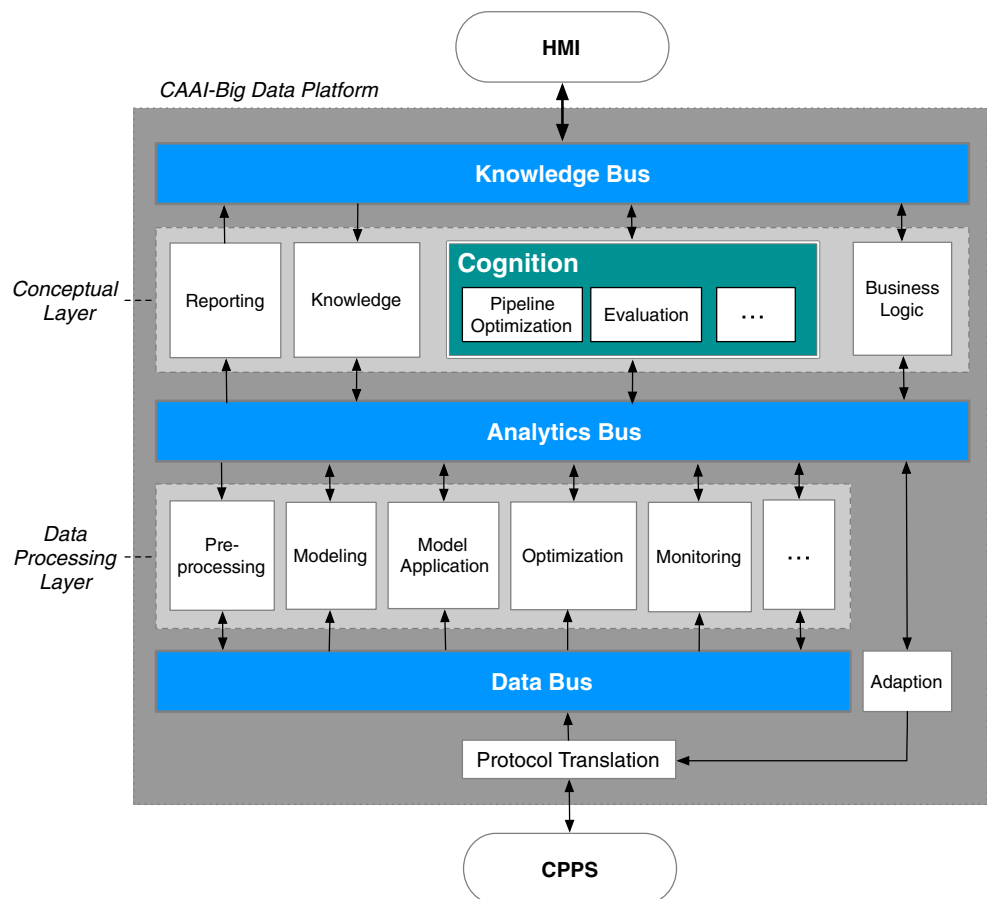 HMI
CAAI-Big Data Platform
Knowledge Bus
Conceptual
Layer
Reporting
Knowledge
Cognition
Pipeline
Optimization
Evaluation
...
Business
Logic
Analytics Bus
Data
Processing
Layer
Pre-
processing
Modeling
Model
Application
Optimization
Monitoring
...
Data Bus
Adaption
Protocol Translation
CPPS